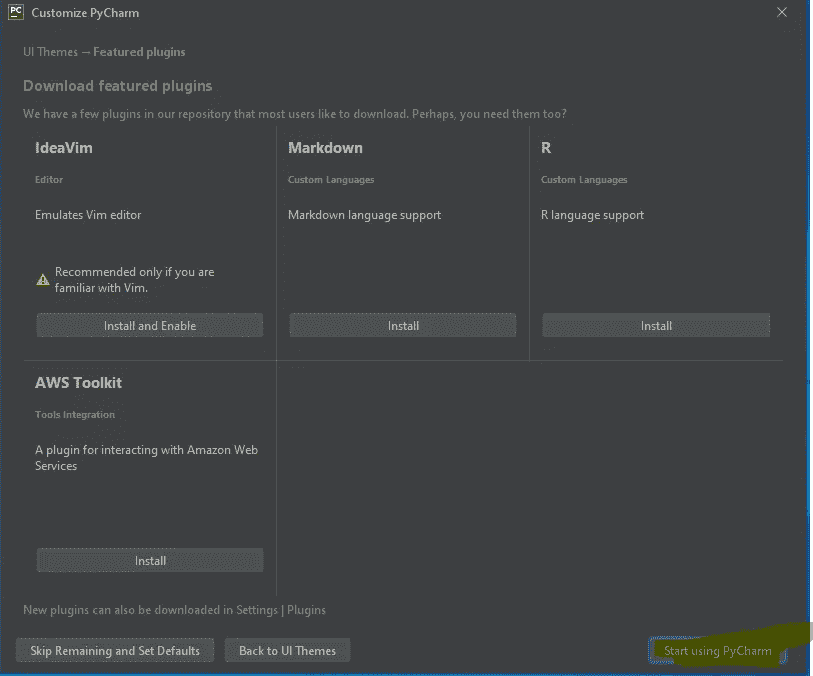 PC Customize PyCharm
UI Themes → Featured plugins
Download featured plugins
We have a few plugins in our repository that most users like to download. Perhaps, you need them too?
IdeaVim
Editor
Emulates Vim editor
Recommended only if you are
familiar with Vim.
Install and Enable
Markdown
Custom Languages
Markdown language support
Install
R
Custom Languages
R language support
Install
AWS Toolkit
Tools Integration
A plugin for interacting with Amazon Web
Services
Install
New plugins can also be downloaded in Settings | Plugins
Skip Remaining and Set Defaults
Back to UI Themes
Start using PyCharm